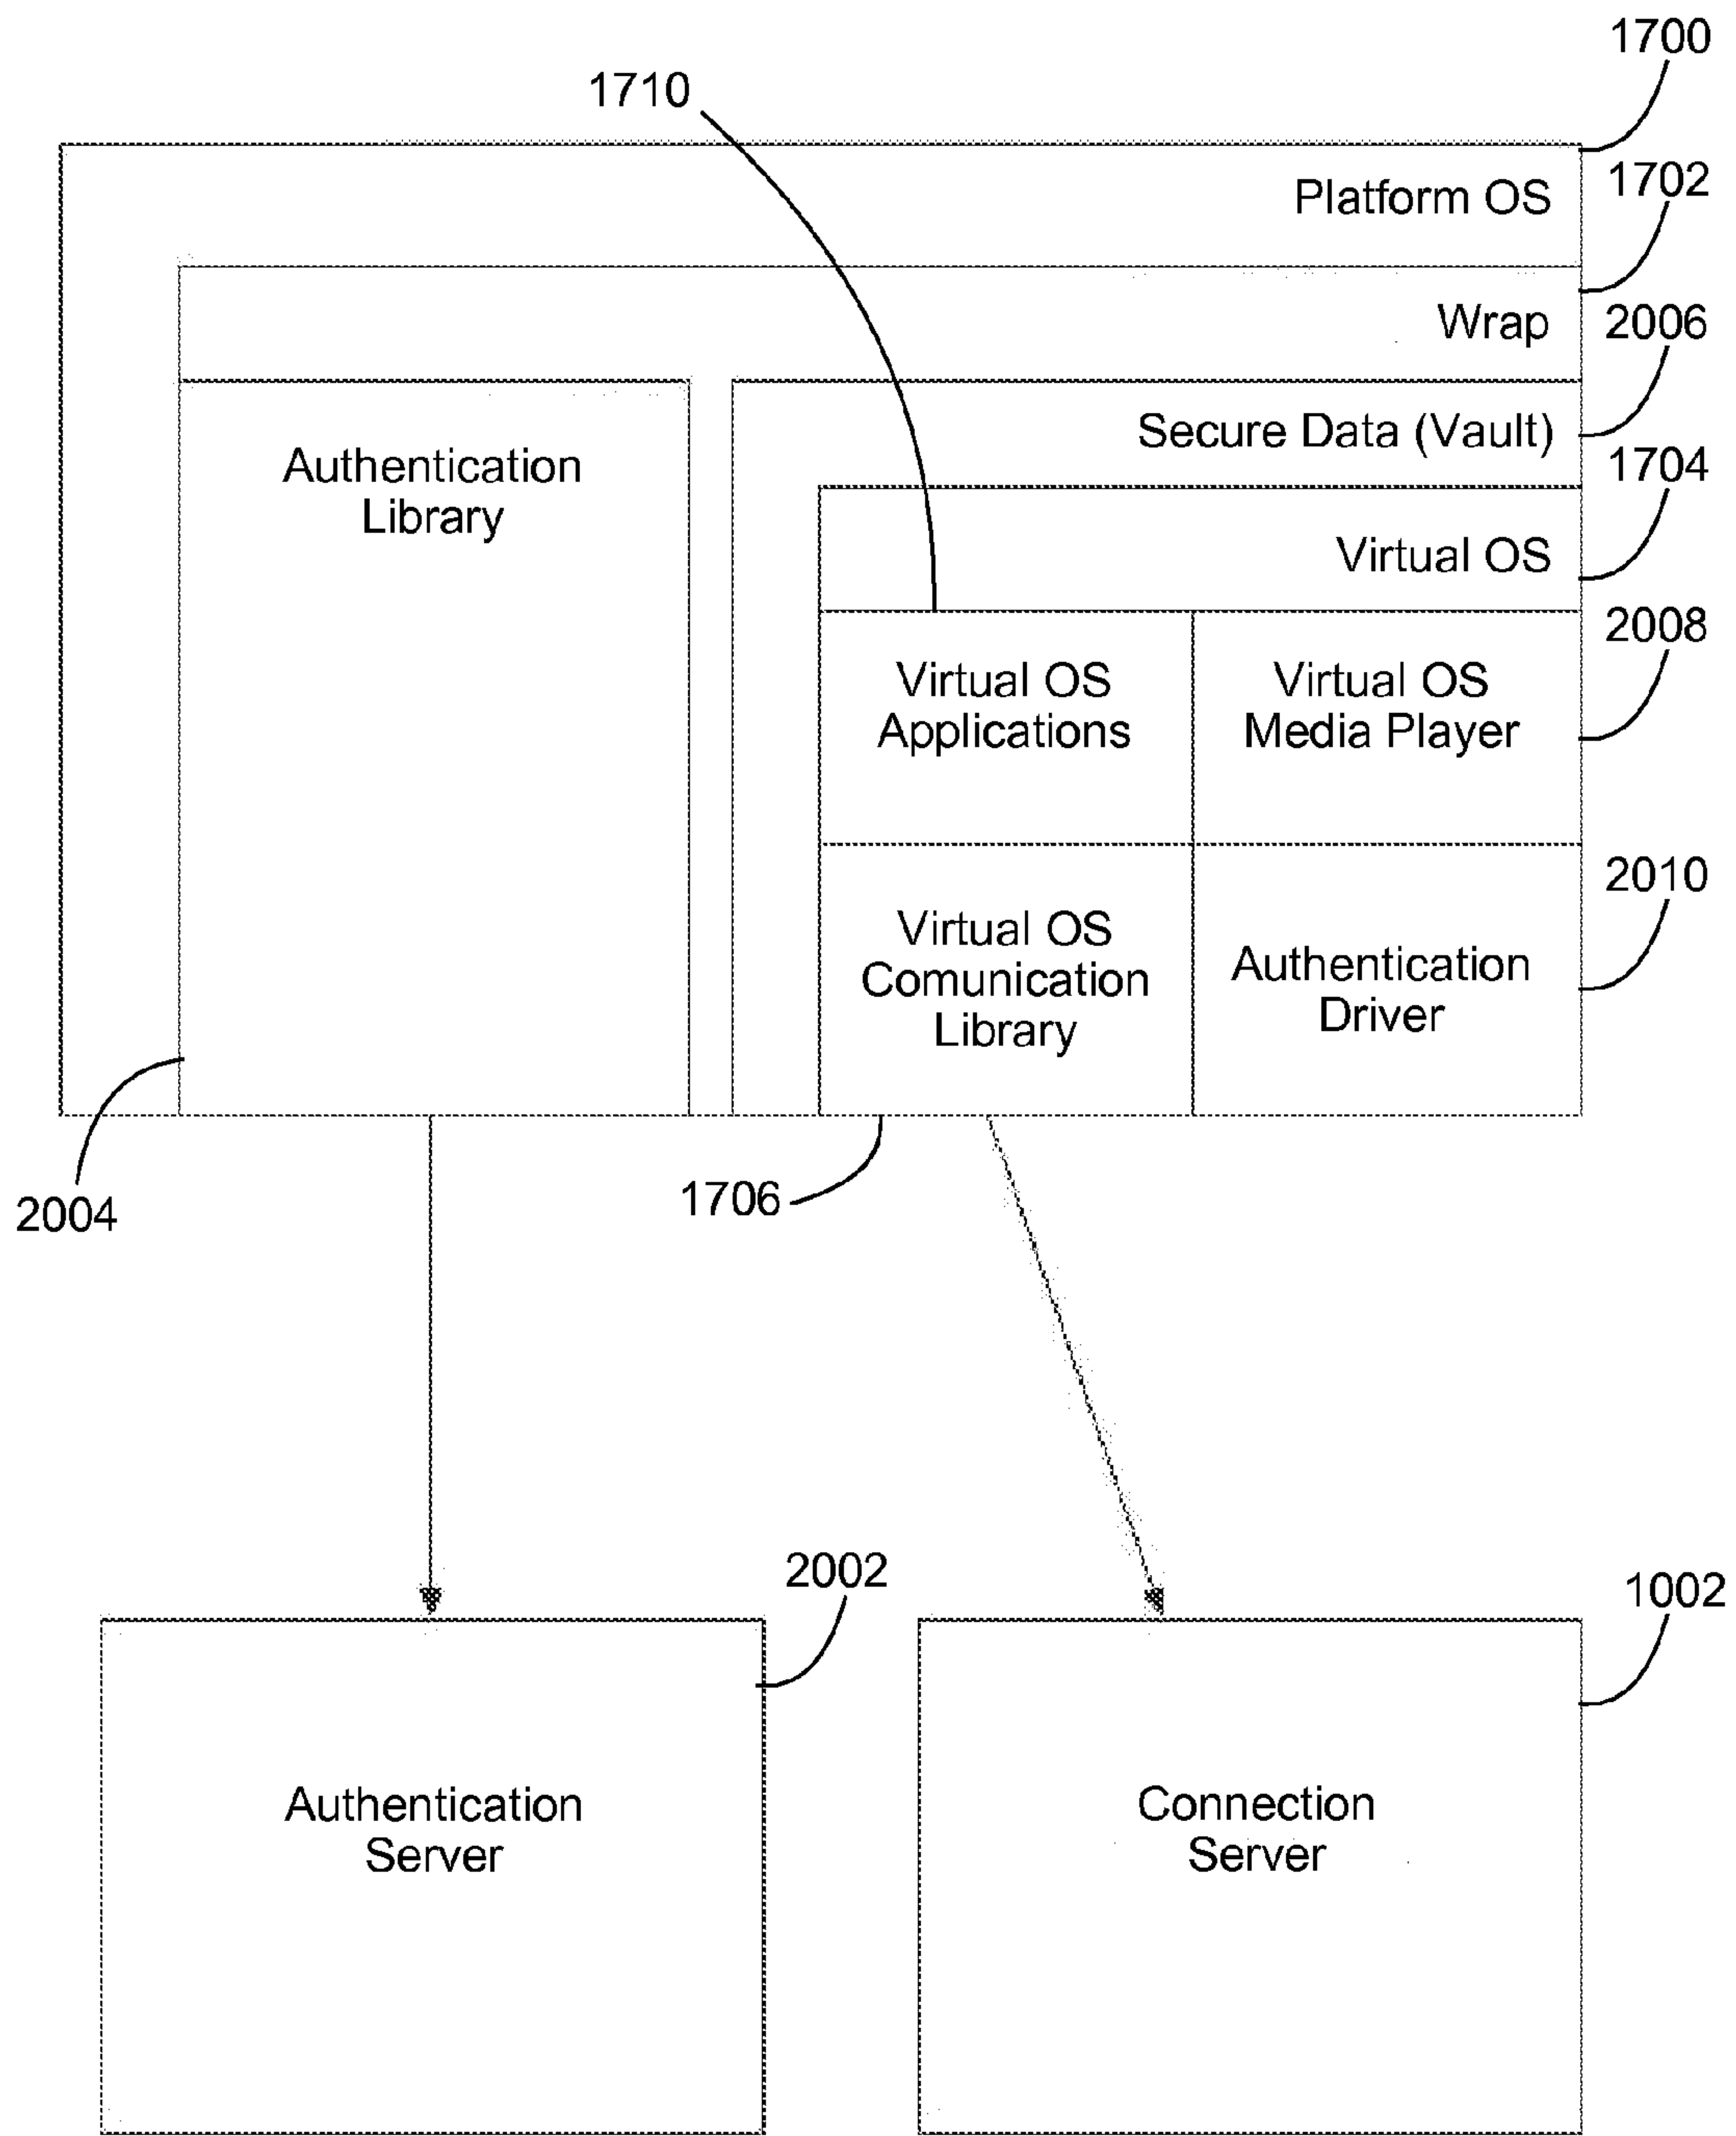 1700
1710
Platform OS
1702
Wrap
2006
Secure Data (Vault)
1704
Authentication
Library
Virtual OS
2008
Virtual OS
Applications
Virtual OS
Media Player
2010
Virtual OS
Comunication
Library
Authentication
Driver
2004
1706
2002
1002
Authentication
Server
Connection
Server